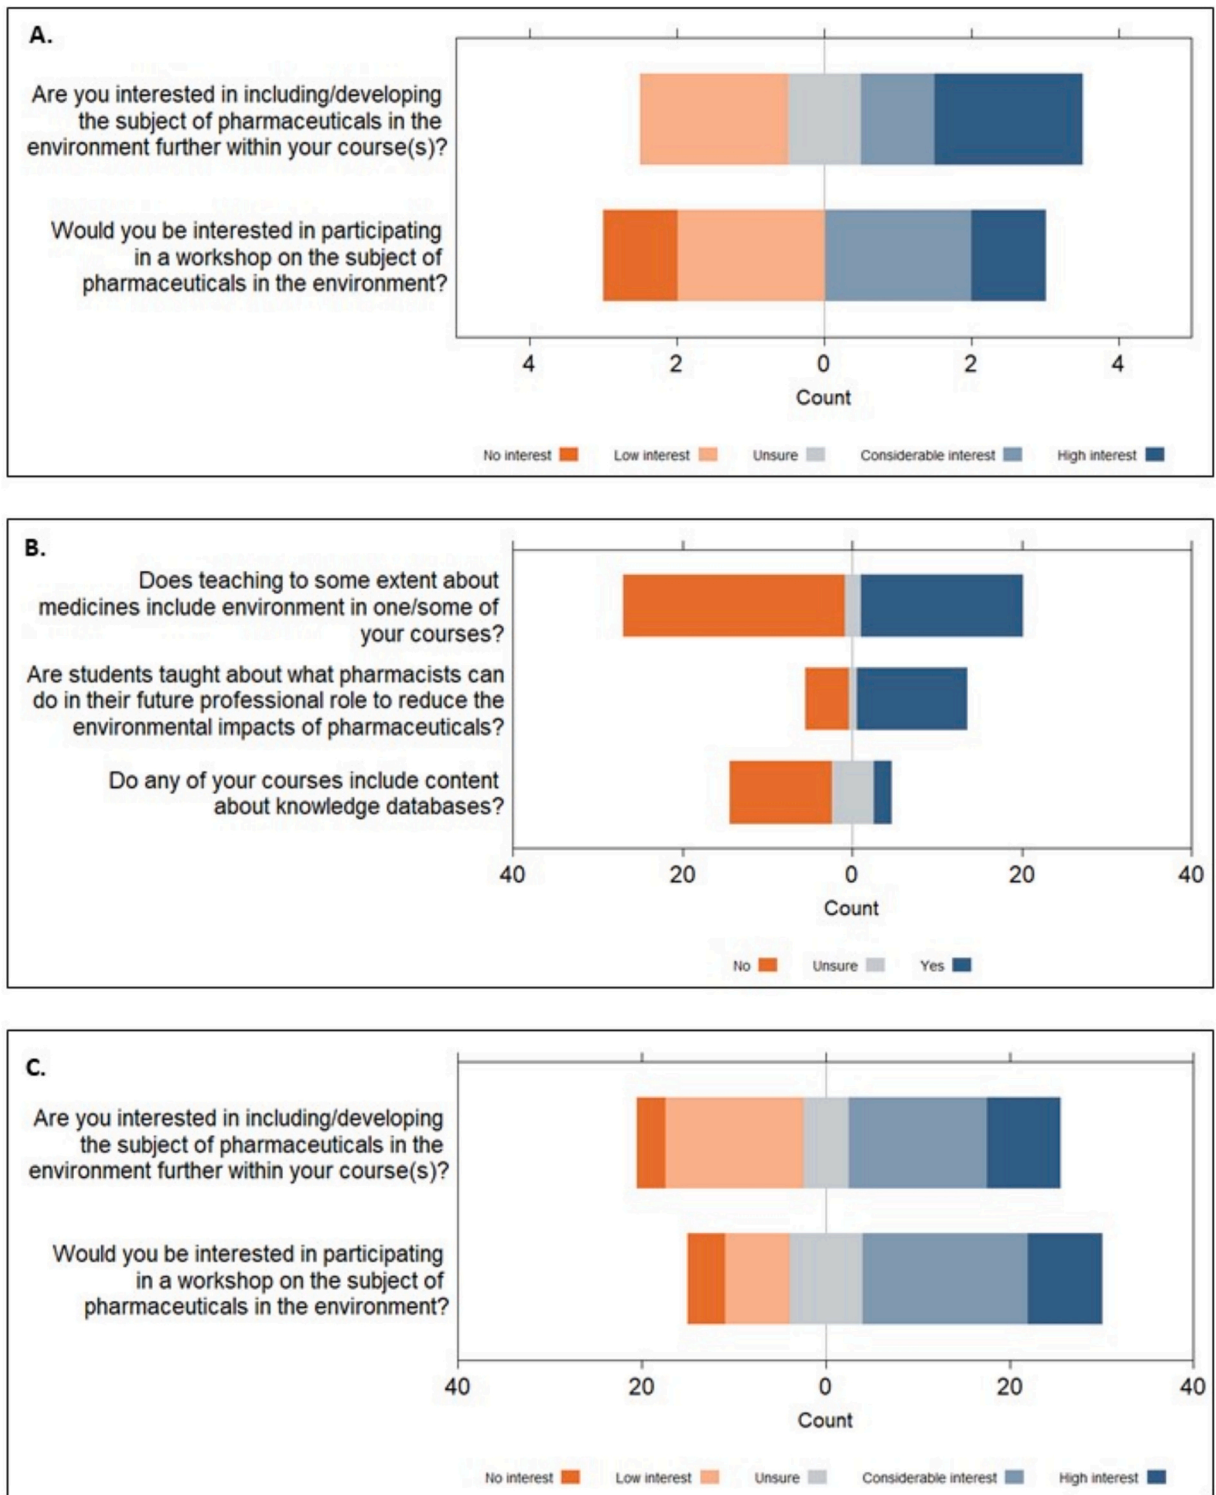 A.
Are you interested in including/developing
the subject of pharmaceuticals in the
environment further within your course(s)?
Would you be interested in participating
in a workshop on the subject of
pharmaceuticals in the environment?
4 2 0 2 4
Count
No interest Low interest Unsure Considerable interest High interest
B.
Does teaching to some extent about
medicines include environment in one/some of
your courses?
Are students taught about what pharmacists can
do in their future professional role to reduce the
environmental impacts of pharmaceuticals?
Do any of your courses include content
about knowledge databases?
40 20 0 20 40
Count
No Unsure Yes
C.
Are you interested in including/developing
the subject of pharmaceuticals in the
environment further within your course(s)?
Would you be interested in participating
in a workshop on the subject of
pharmaceuticals in the environment?
40 20 0 20 40
Count
No interest Low interest Unsure Considerable interest High interest